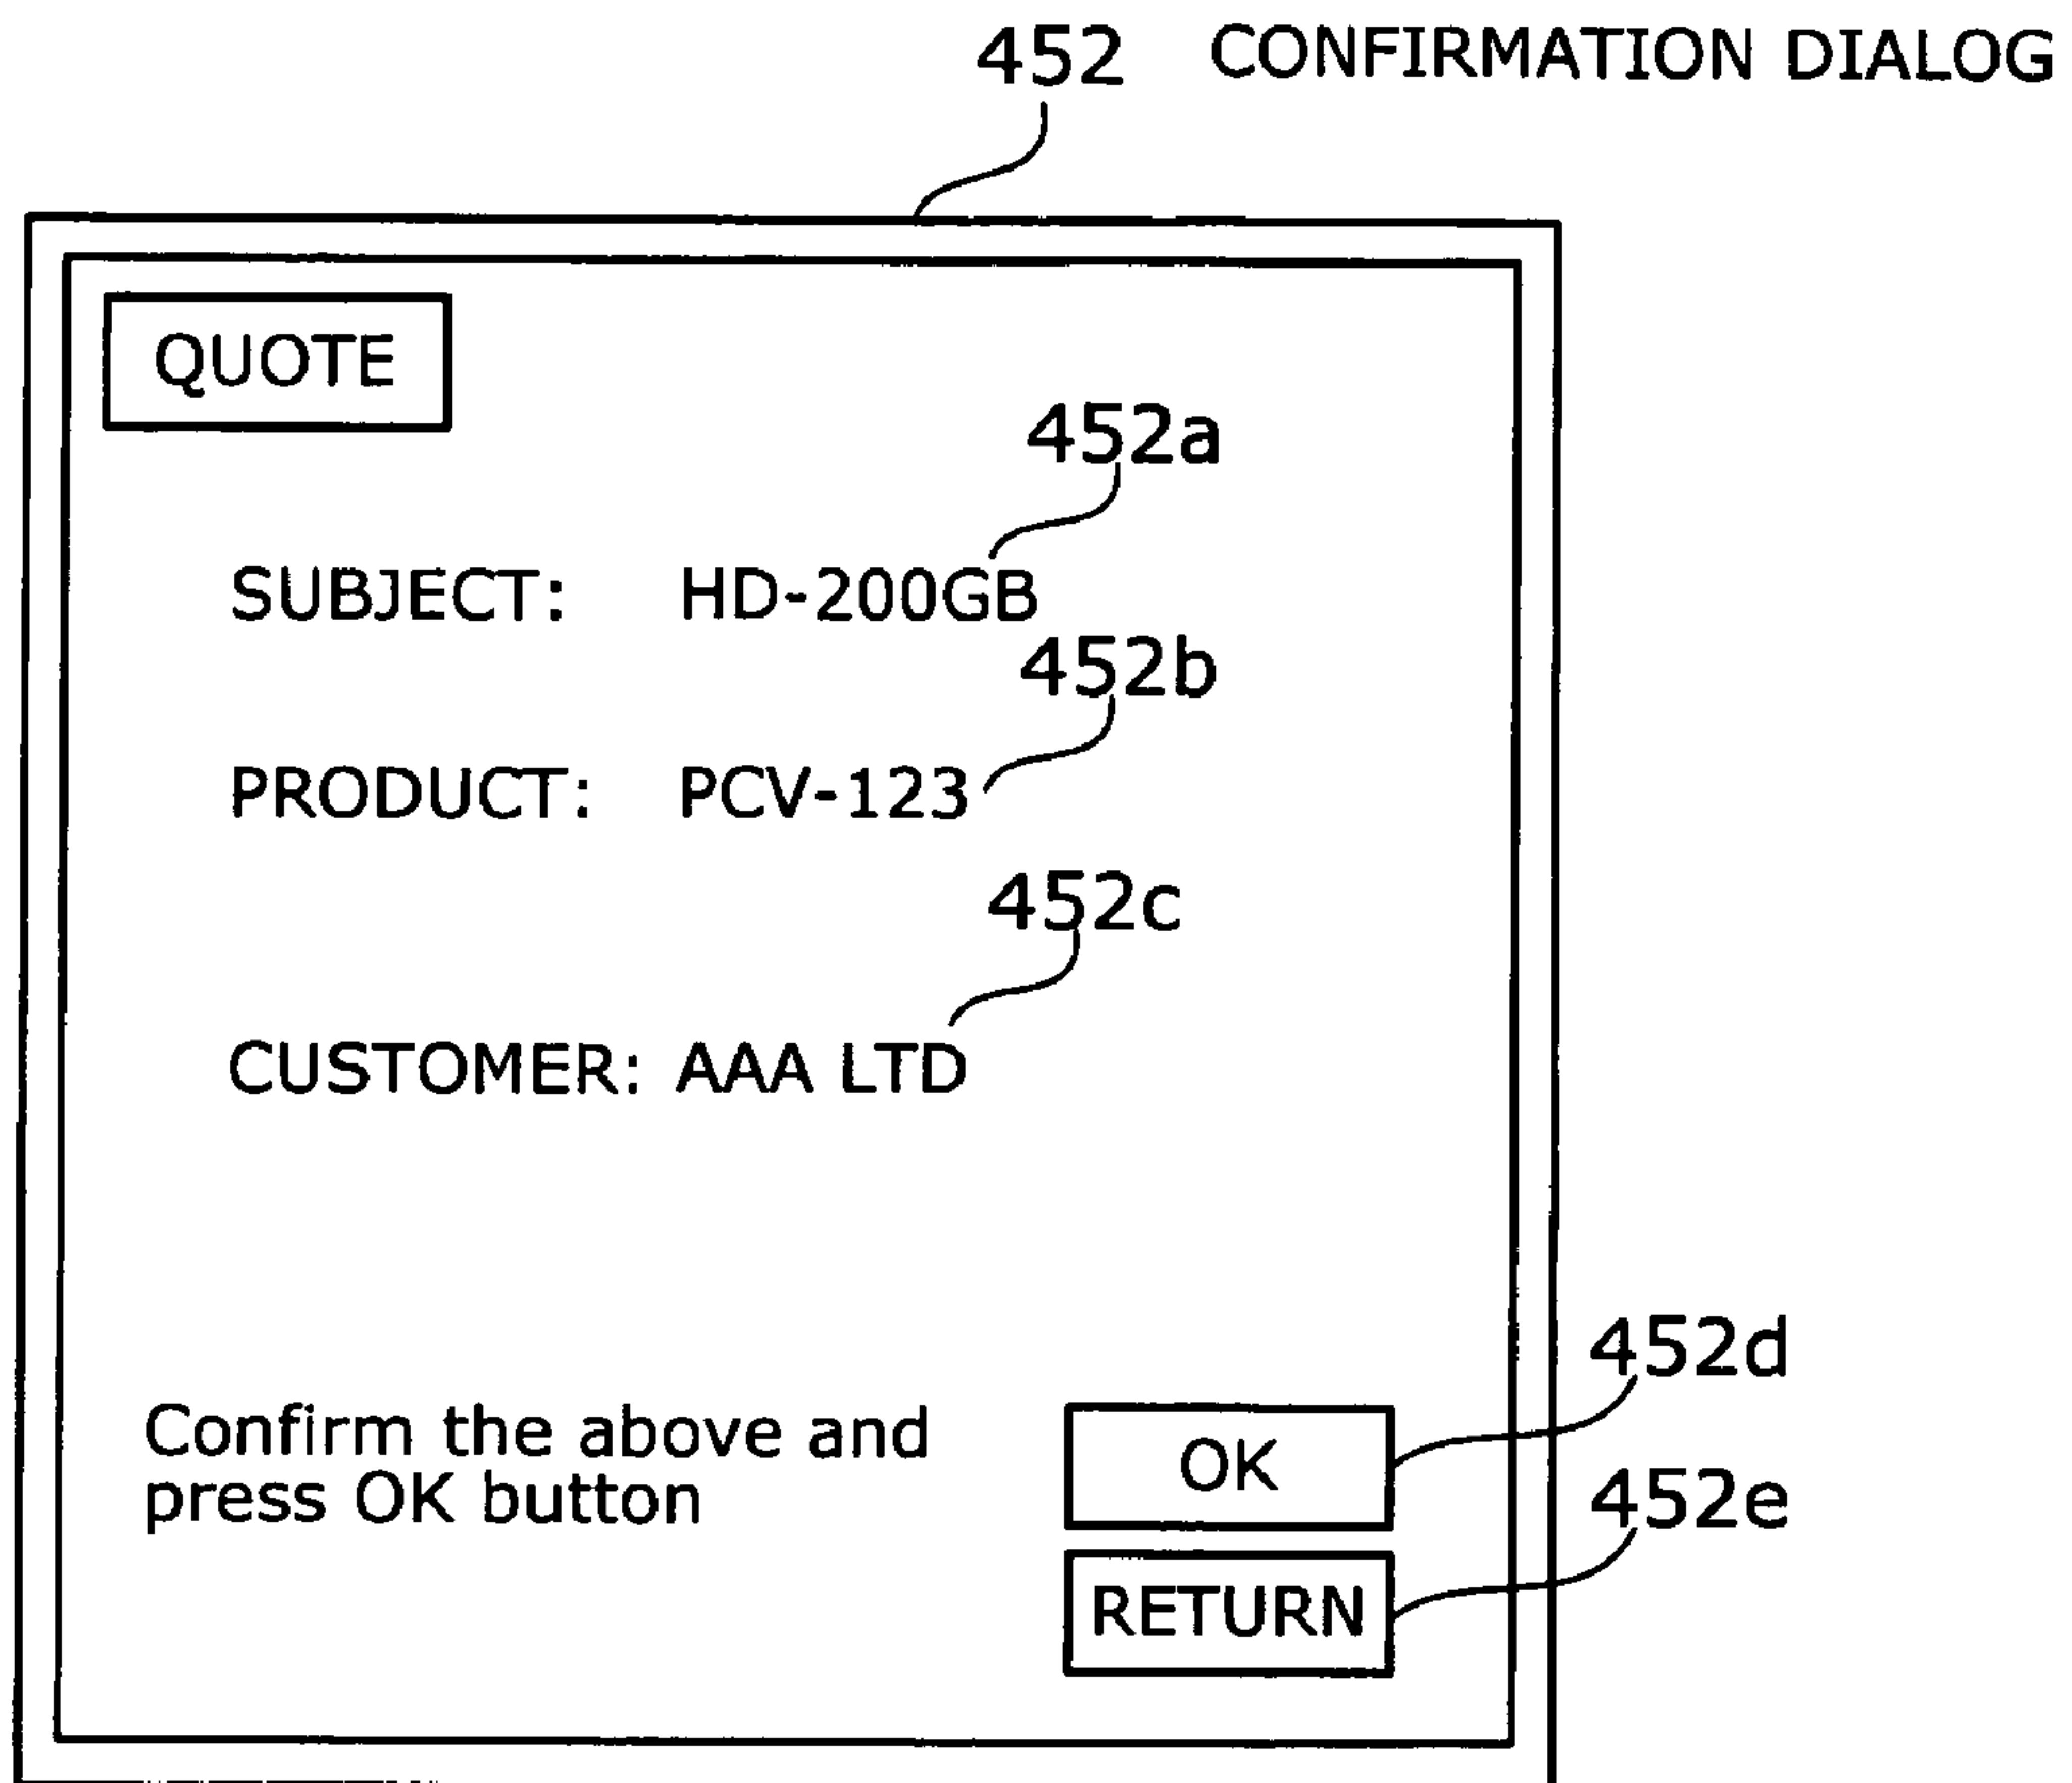 452 CONFIRMATION DIALOG
QUOTE
452a
SUBJECT: HD-200GB
452b
PRODUCT: PCV-123
452c
CUSTOMER: AAA LTD
452d
Confirm the above and
press OK button
OK
452e
RETURN